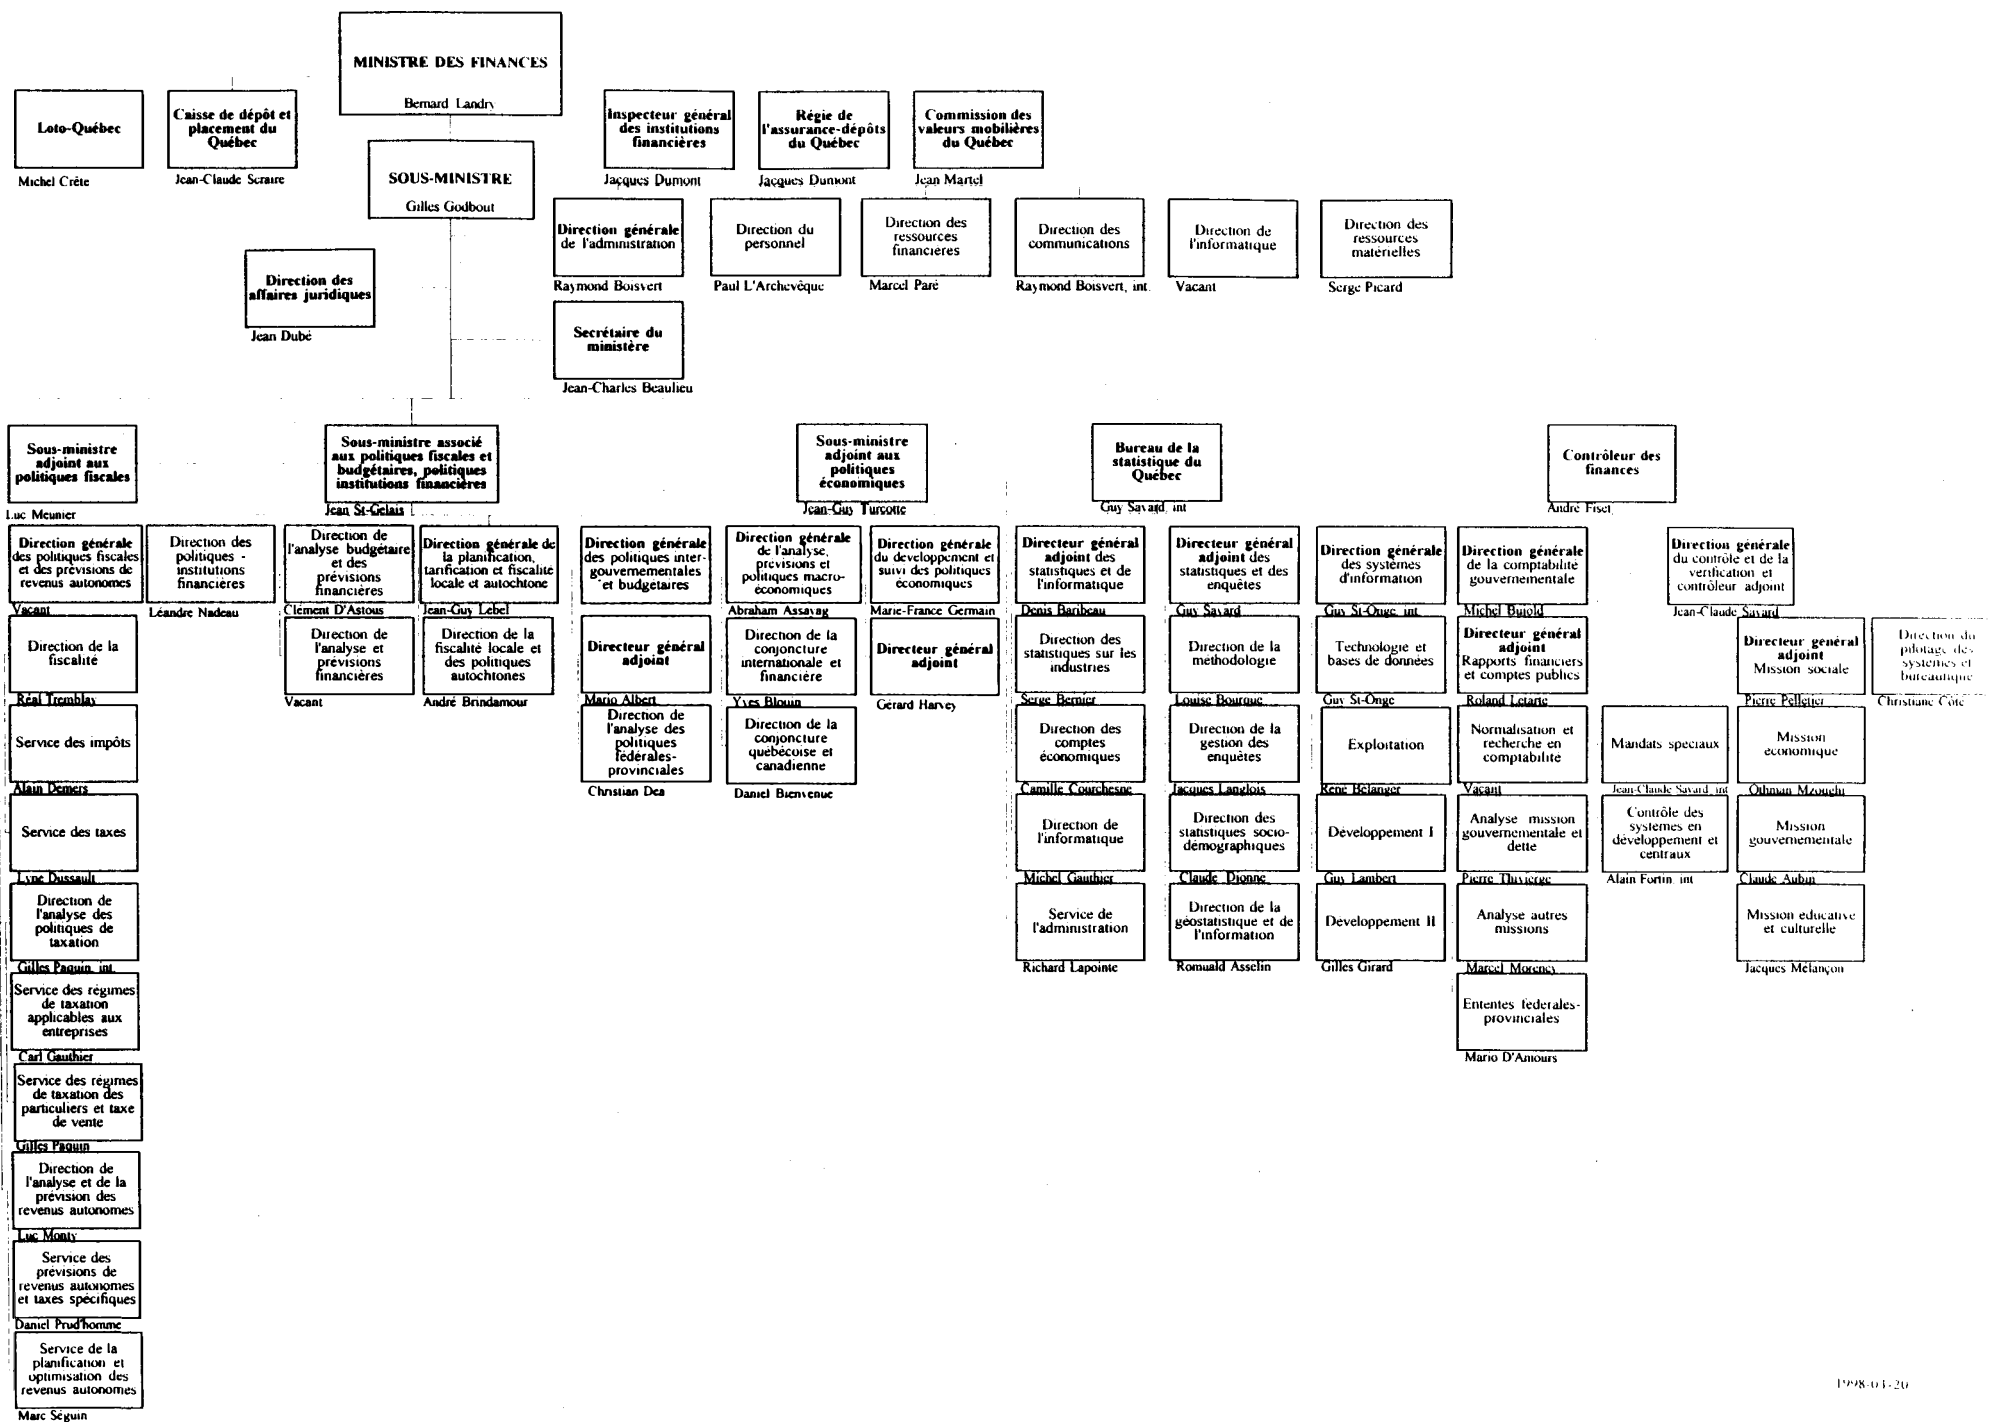 MINISTRE DES FINANCES
Bernard Landry
Loto-Québec
Michel Crête
Caisse de dépôt et
placement du
Québec
Jean-Claude Scraire
SOUS-MINISTRE
Gilles Godbout
Inspecteur général
des institutions
financières
Jacques Dumont
Régie de
l'assurance-dépôts
du Québec
Jacques Dumont
Commission des
valeurs mobilières
du Québec
Jean Martel
Direction générale
de l'administration
Raymond Boisvert
Direction du
personnel
Paul L'Archevêque
Direction des
ressources
financières
Marcel Paré
Direction des
communications
Raymond Boisvert, int.
Direction de
l'informatique
Vacant
Direction des
ressources
matérielles
Serge Picard
Direction des
affaires juridiques
Jean Dubé
Secrétaire du
ministère
Jean-Charles Beaulieu
Sous-ministre
adjoint aux
politiques fiscales
Luc Meunier
Sous-ministre associé
aux politiques fiscales et
budgétaires, politiques
institutions financières
Jean St-Gelais
Sous-ministre
adjoint aux
politiques
économiques
Jean-Guy Turcotte
Bureau de la
statistique du
Québec
Guy Savard, int
Contrôleur des
finances
André Fiset
Direction générale
des politiques fiscales
et des prévisions de
revenus autonomes
Vacant
Direction des
politiques -
institutions
financières
Léandre Nadeau
Direction de
l'analyse budgétaire
et des
prévisions
financières
Clément D'Astous
Direction générale de
la planification,
tarification et fiscalité
locale et autochtone
Jean-Guy Lebel
Direction générale
des politiques inter-
gouvernementales
et budgétaires
Direction générale
de l'analyse,
prévisions et
politiques macro-
économiques
Abraham Assayag
Direction générale
du développement et
suivi des politiques
économiques
Marie-France Germain
Directeur général
adjoint des
statistiques et de
l'informatique
Denis Baribeau
Directeur général
adjoint des
statistiques et des
enquêtes
Guy Savard
Direction générale
des systèmes
d'information
Guy St-Onge, int
Direction générale
de la comptabilité
gouvernementale
Michel Bujold
Direction générale
du contrôle et de la
vérification et
contrôleur adjoint
Jean-Claude Savard
Direction de la
fiscalité
Réal Tremblay
Direction de
l'analyse et
prévisions
financières
Vacant
Direction de la
fiscalité locale et
des politiques
autochtones
André Brindamour
Directeur général
adjoint
Mario Albert
Direction de la
conjoncture
internationale et
financière
Yves Blouin
Directeur général
adjoint
Gérard Harvey
Direction des
statistiques sur les
industries
Serge Bernier
Direction de la
méthodologie
Louise Bourque
Technologie et
bases de données
Guy St-Onge
Directeur général
adjoint
Rapports financiers
et comptes publics
Roland Letarte
Directeur général
adjoint
Mission sociale
Pierre Pelletier
Direction du
pilotage des
systèmes et
bureautique
Christiane Côté
Service des impôts
Alain Demers
Direction de
l'analyse des
politiques
fédérales-
provinciales
Christian Dea
Direction de la
conjoncture
québécoise et
canadienne
Daniel Bienvenue
Direction des
comptes
économiques
Camille Courchesne
Direction de la
gestion des
enquêtes
Jacques Langlois
Exploitation
René Bélanger
Normalisation et
recherche en
comptabilité
Vacant
Mandats spéciaux
Jean-Claude Savard, int
Mission
économique
Othman Mzoughi
Service des taxes
Lyne Dussault
Direction de
l'informatique
Michel Gauthier
Direction des
statistiques socio-
démographiques
Claude Dionne
Développement I
Guy Lambert
Analyse mission
gouvernementale et
dette
Pierre Thivierge
Contrôle des
systèmes en
développement et
centraux
Alain Fortin, int
Mission
gouvernementale
Claude Aubin
Direction de
l'analyse des
politiques de
taxation
Gilles Paquin, int.
Service de
l'administration
Richard Lapointe
Direction de la
géostatistique et de
l'information
Romuald Asselin
Développement II
Gilles Girard
Analyse autres
missions
Marcel Morency
Mission éducative
et culturelle
Jacques Mélançon
Service des régimes
de taxation
applicables aux
entreprises
Carl Gauthier
Ententes fédérales-
provinciales
Mario D'Amours
Service des régimes
de taxation des
particuliers et taxe
de vente
Gilles Paquin
Direction de
l'analyse et de la
prévision des
revenus autonomes
Luc Monty
Service des
prévisions de
revenus autonomes
et taxes spécifiques
Daniel Prud'homme
Service de la
planification et
optimisation des
revenus autonomes
Marc Séguin
1998-03-20